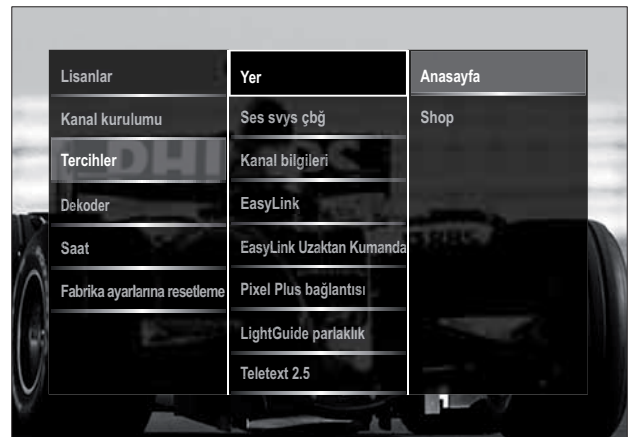 Lisanlar
Kanal kurulumu
Tercihler
Dekoder
Saat
Fabrika ayarlarına resetleme
Yer
Ses svys çbğ
Kanal bilgileri
EasyLink
EasyLink Uzaktan Kumanda
Pixel Plus bağlantısı
LightGuide parlaklık
Teletext 2.5
Anasayfa
Shop